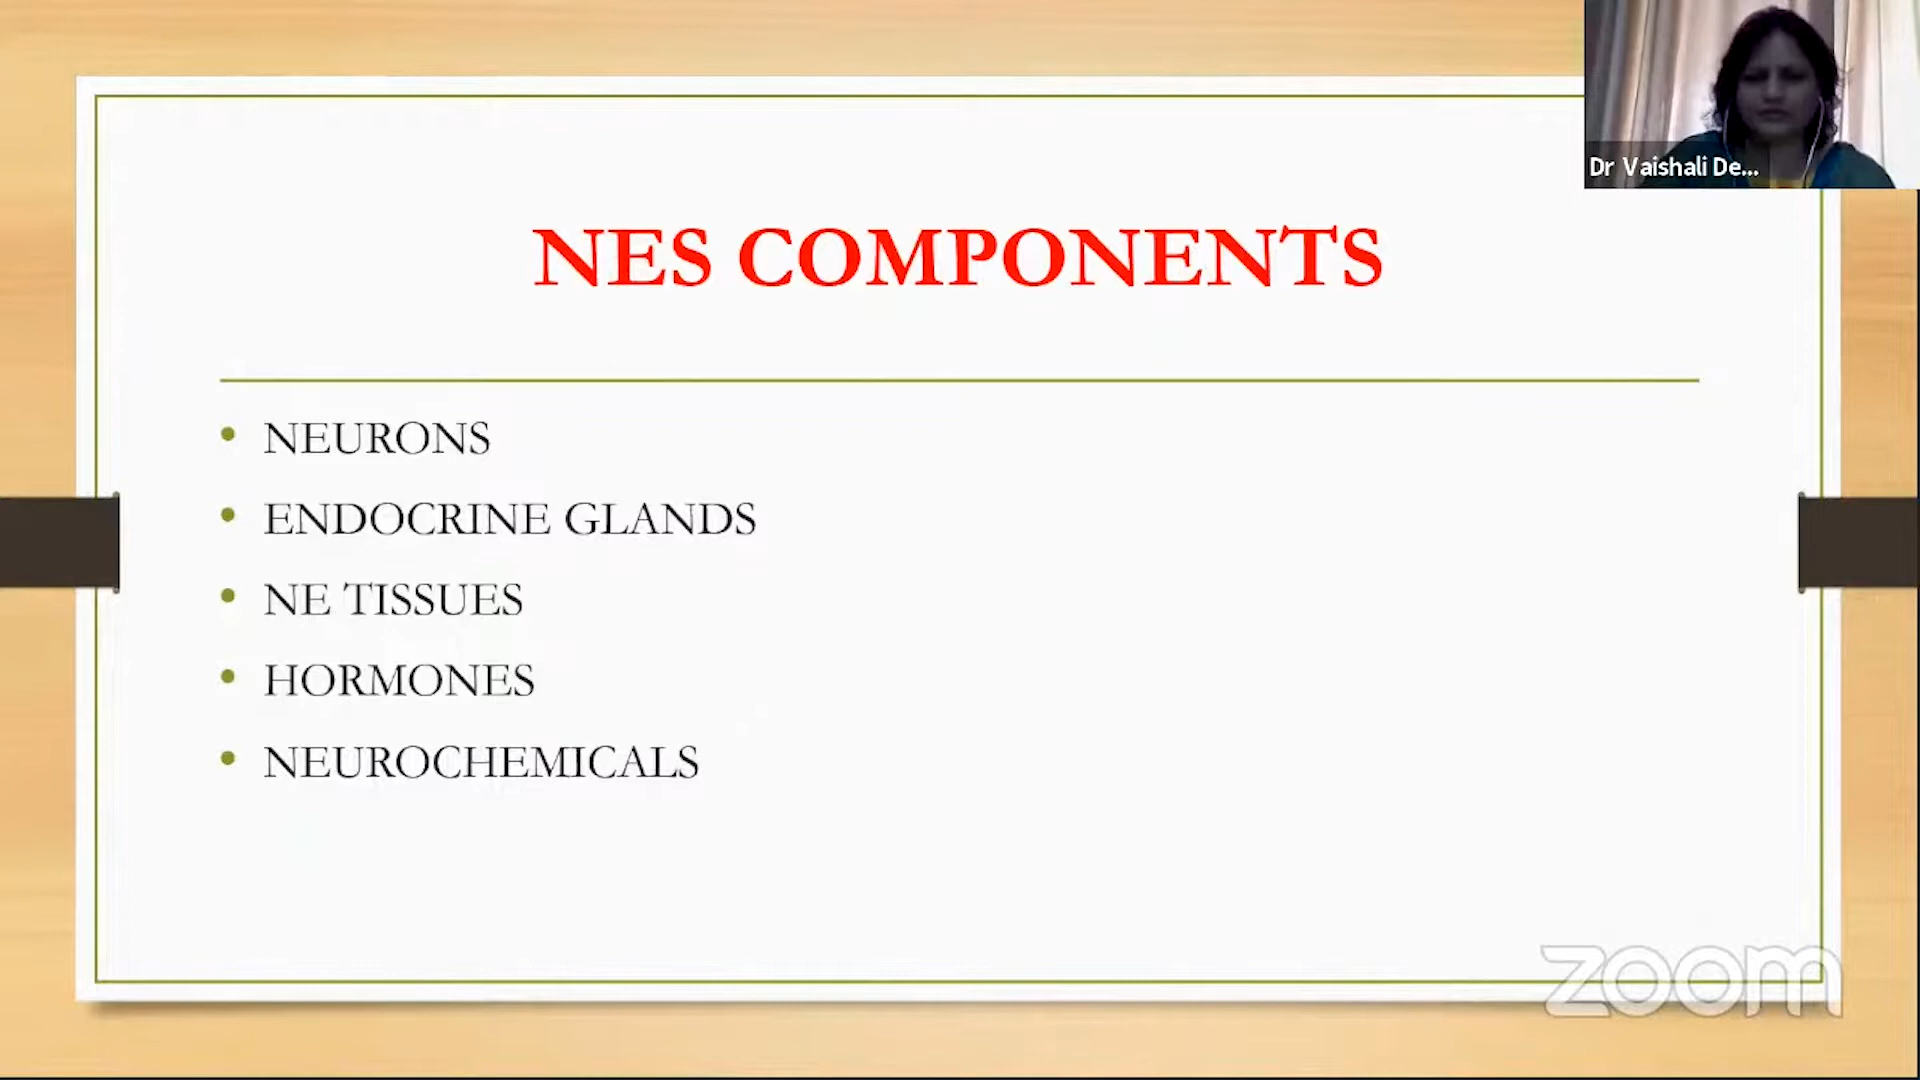 Dr Vaishali De...
NES COMPONENTS
• NEURONS
• ENDOCRINE GLANDS
• NE TISSUES
• HORMONES
• NEUROCHEMICALS
zoom